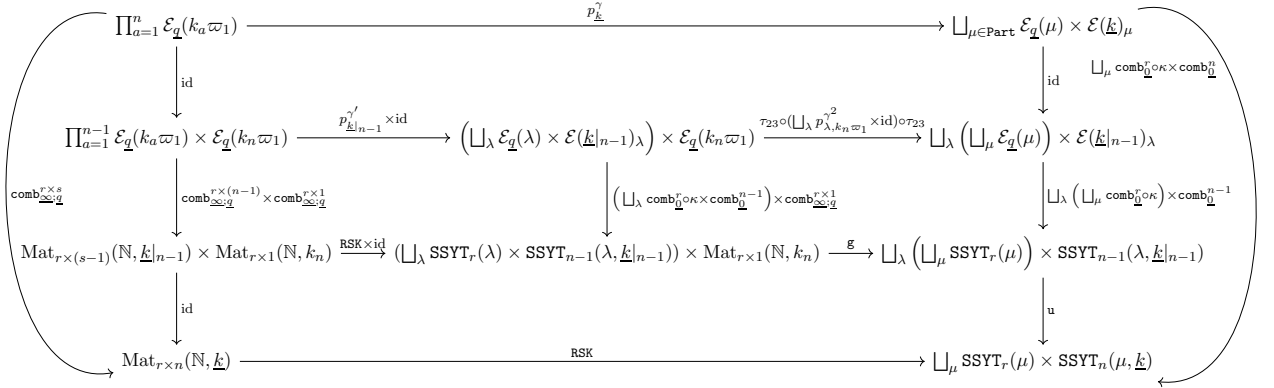 $\prod_{a=1}^{n} \mathcal{E}_{\underline{q}}(k_a\varpi_1)$ $p_{\underline{k}}^{\gamma}$ $\bigsqcup_{\mu\in\mathtt{Part}} \mathcal{E}_{\underline{q}}(\mu) \times \mathcal{E}(\underline{k})_{\mu}$
id id $\bigsqcup_{\mu} \mathtt{comb}_{\underline{0}}^{r}\circ\kappa\times\mathtt{comb}_{\underline{0}}^{n}$
$\prod_{a=1}^{n-1} \mathcal{E}_{\underline{q}}(k_a\varpi_1) \times \mathcal{E}_{\underline{q}}(k_n\varpi_1)$ $p_{\underline{k}|_{n-1}}^{\gamma'}\times\mathrm{id}$ $\left(\bigsqcup_{\lambda} \mathcal{E}_{\underline{q}}(\lambda) \times \mathcal{E}(\underline{k}|_{n-1})_{\lambda}\right) \times \mathcal{E}_{\underline{q}}(k_n\varpi_1)$ $\tau_{23}\circ(\bigsqcup_{\lambda} p_{\lambda,k_n\varpi_1}^{\gamma^2}\times\mathrm{id})\circ\tau_{23}$ $\bigsqcup_{\lambda} \left(\bigsqcup_{\mu} \mathcal{E}_{\underline{q}}(\mu)\right) \times \mathcal{E}(\underline{k}|_{n-1})_{\lambda}$
$\mathtt{comb}_{\underline{\infty};\underline{q}}^{r\times s}$ $\mathtt{comb}_{\underline{\infty};\underline{q}}^{r\times(n-1)}\times\mathtt{comb}_{\underline{\infty};\underline{q}}^{r\times 1}$ $\left(\bigsqcup_{\lambda} \mathtt{comb}_{\underline{0}}^{r}\circ\kappa\times\mathtt{comb}_{\underline{0}}^{n-1}\right)\times\mathtt{comb}_{\underline{\infty};\underline{q}}^{r\times 1}$ $\bigsqcup_{\lambda}\left(\bigsqcup_{\mu} \mathtt{comb}_{\underline{0}}^{r}\circ\kappa\right)\times\mathtt{comb}_{\underline{0}}^{n-1}$
$\mathrm{Mat}_{r\times(s-1)}(\mathbb{N}, \underline{k}|_{n-1}) \times \mathrm{Mat}_{r\times 1}(\mathbb{N}, k_n)$ $\mathtt{RSK}\times\mathrm{id}$ $(\bigsqcup_{\lambda} \mathtt{SSYT}_r(\lambda) \times \mathtt{SSYT}_{n-1}(\lambda, \underline{k}|_{n-1})) \times \mathrm{Mat}_{r\times 1}(\mathbb{N}, k_n)$ $\mathtt{g}$ $\bigsqcup_{\lambda} \left(\bigsqcup_{\mu} \mathtt{SSYT}_r(\mu)\right) \times \mathtt{SSYT}_{n-1}(\lambda, \underline{k}|_{n-1})$
id $\mathtt{u}$
$\mathrm{Mat}_{r\times n}(\mathbb{N}, \underline{k})$ $\mathtt{RSK}$ $\bigsqcup_{\mu} \mathtt{SSYT}_r(\mu) \times \mathtt{SSYT}_n(\mu, \underline{k})$